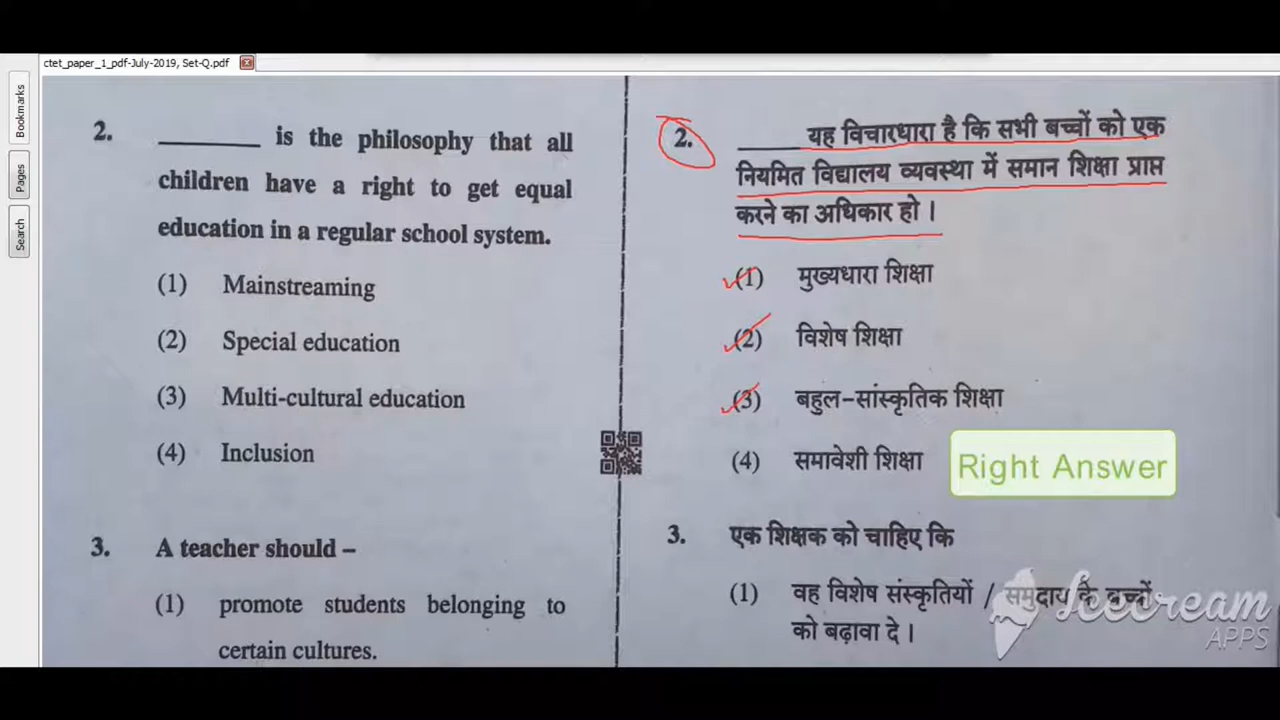 ctet_paper_1_pdf-July-2019, Set-Q.pdf
Bookmarks
Pages
Search
2. ______ is the philosophy that all
children have a right to get equal
education in a regular school system.
(1) Mainstreaming
(2) Special education
(3) Multi-cultural education
(4) Inclusion
3. A teacher should –
(1) promote students belonging to
certain cultures.
2. ______ यह विचारधारा है कि सभी बच्चों को एक
नियमित विद्यालय व्यवस्था में समान शिक्षा प्राप्त
करने का अधिकार हो ।
(1) मुख्यधारा शिक्षा
(2) विशेष शिक्षा
(3) बहुल-सांस्कृतिक शिक्षा
(4) समावेशी शिक्षा
Right Answer
3. एक शिक्षक को चाहिए कि
(1) वह विशेष संस्कृतियों / समुदाय के बच्चों
को बढ़ावा दे ।
Icecream
APPS